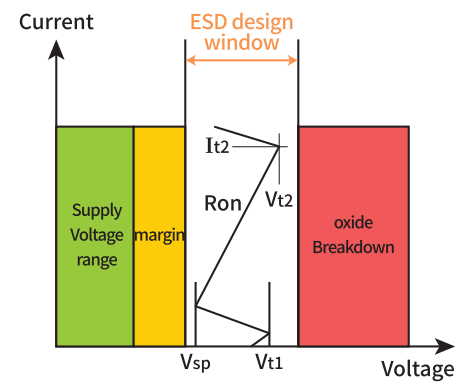 Current
ESD design
window
It2
Vt2
Ron
Supply
Voltage
range
margin
oxide
Breakdown
Vsp
Vt1
Voltage